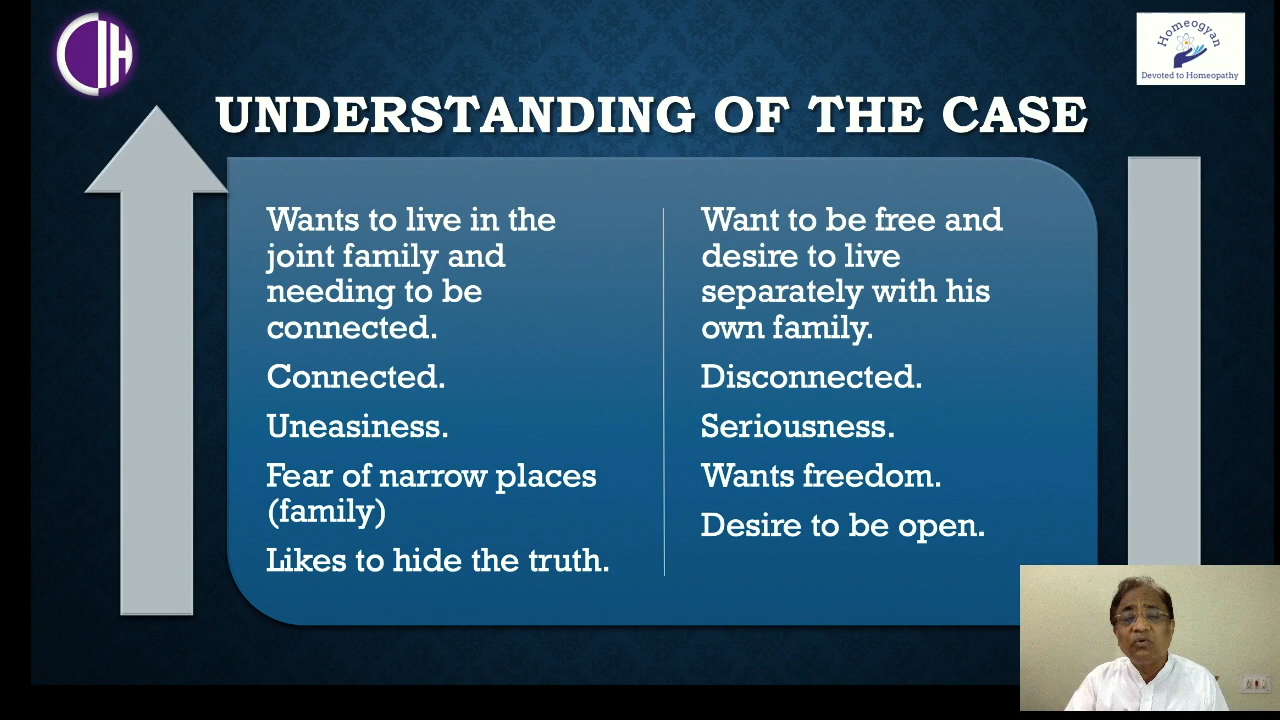 Homeogyan
Devoted to Homeopathy
UNDERSTANDING OF THE CASE
Wants to live in the
joint family and
needing to be
connected.
Connected.
Uneasiness.
Fear of narrow places
(family)
Likes to hide the truth.
Want to be free and
desire to live
separately with his
own family.
Disconnected.
Seriousness.
Wants freedom.
Desire to be open.